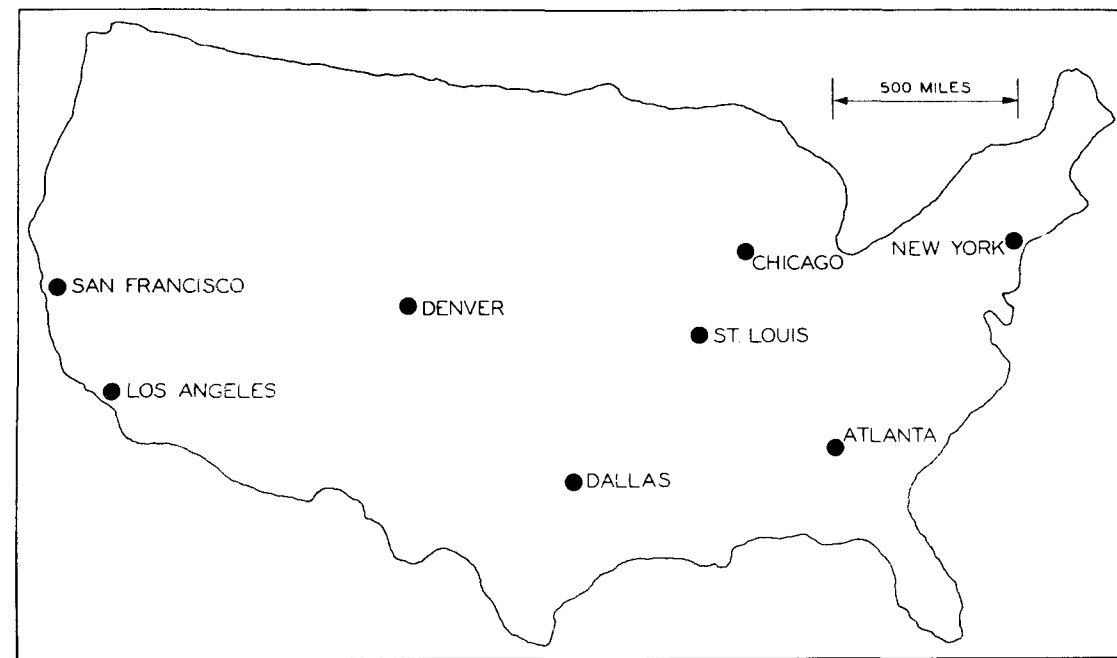 500 MILES
NEW YORK
CHICAGO
SAN FRANCISCO
DENVER
ST. LOUIS
LOS ANGELES
ATLANTA
DALLAS